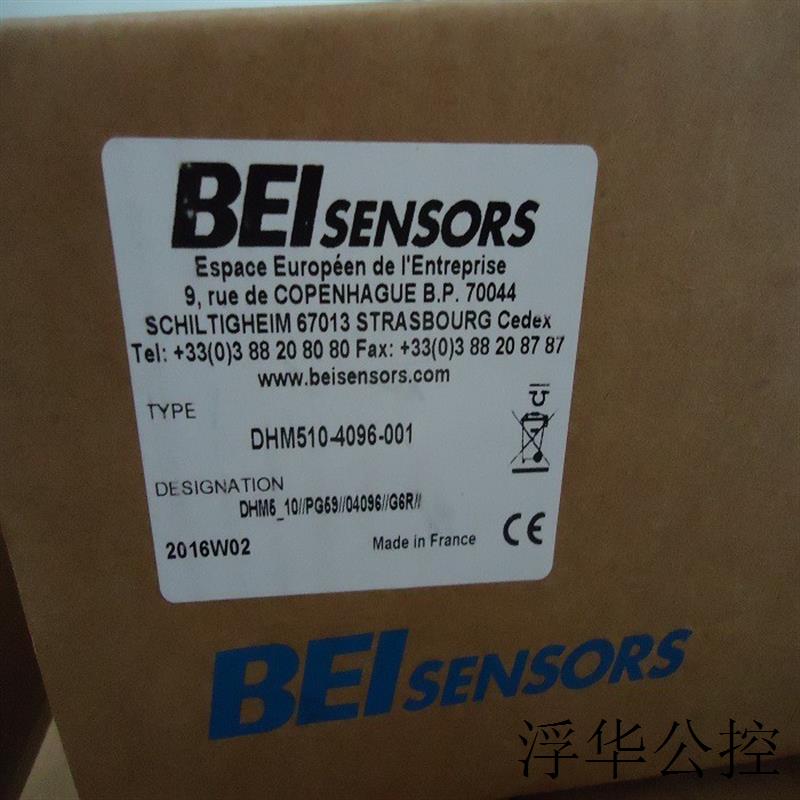 BEI SENSORS
Espace Européen de l'Entreprise
9, rue de COPENHAGUE B.P. 70044
SCHILTIGHEIM 67013 STRASBOURG Cedex
Tel: +33(0)3 88 20 80 80 Fax: +33(0)3 88 20 87 87
www.beisensors.com
TYPE
DHM510-4096-001
DESIGNATION
DHM5_10//PG59//04096//G6R//
2016W02
Made in France
CE
BEI SENSORS
浮华公控